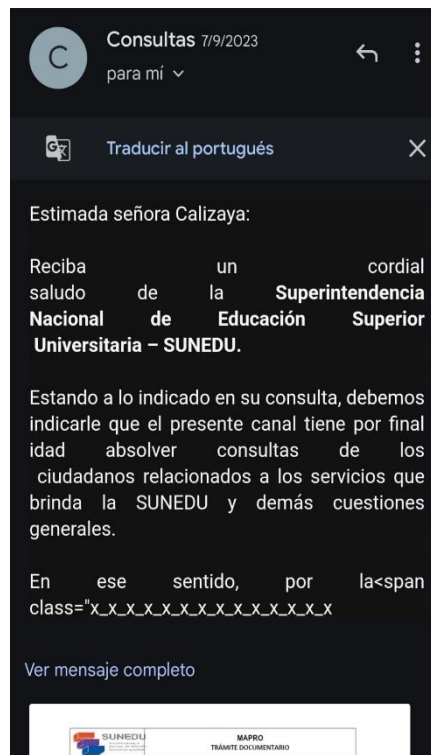 C
Consultas 7/9/2023
para mí
Traducir al portugués
Estimada señora Calizaya:
Reciba un cordial
saludo de la Superintendencia
Nacional de Educación Superior
Universitaria – SUNEDU.
Estando a lo indicado en su consulta, debemos
indicarle que el presente canal tiene por final
idad absolver consultas de los
ciudadanos relacionados a los servicios que
brinda la SUNEDU y demás cuestiones
generales.
En ese sentido, por la<span
class="x_x_x_x_x_x_x_x_x_x_x_x_x_x
Ver mensaje completo
SUNEDU
MAPRO
TRÁMITE DOCUMENTARIO